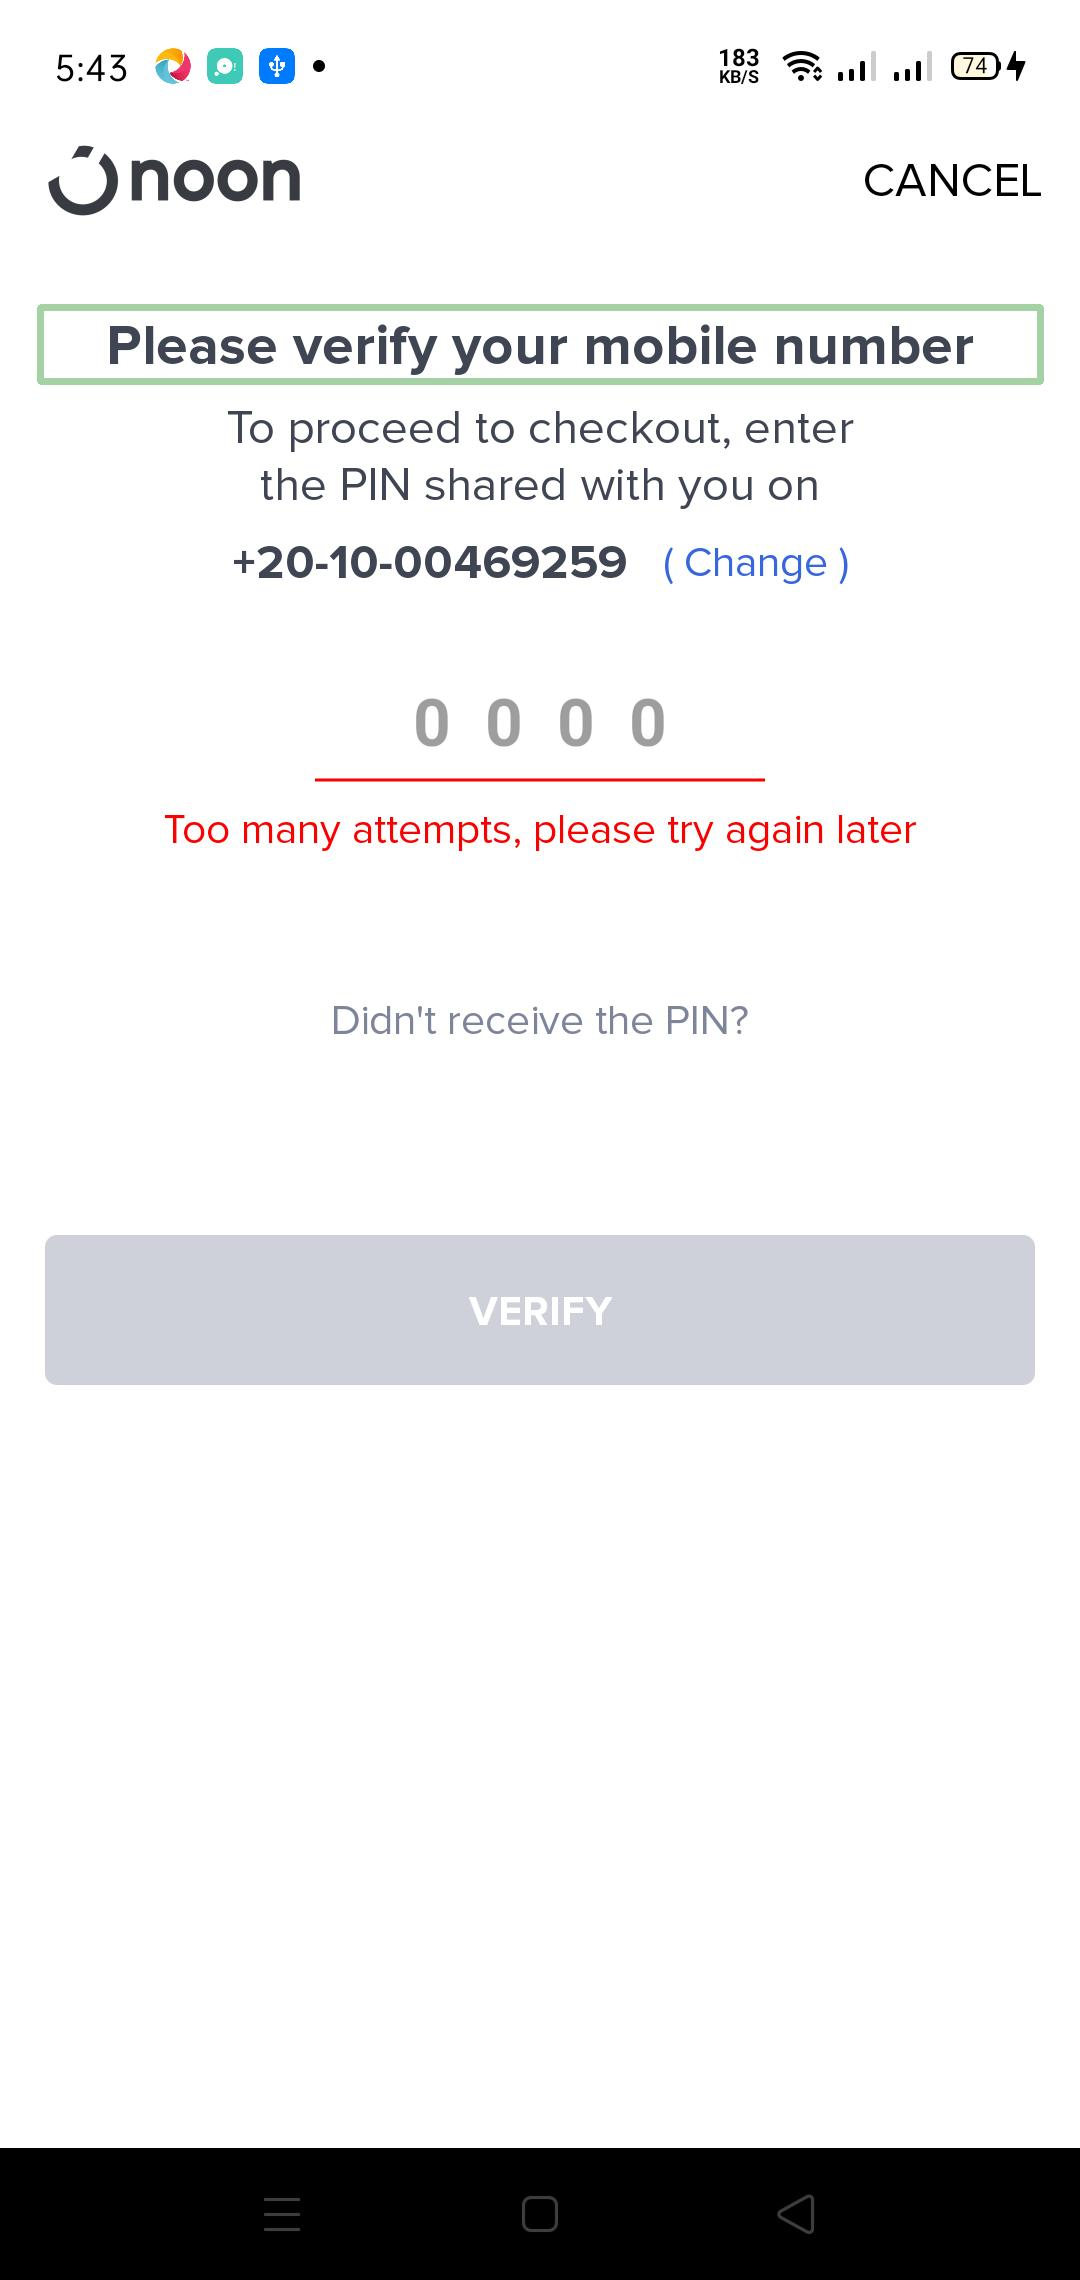 5:43
183
KB/S
74
noon
CANCEL
Please verify your mobile number
To proceed to checkout, enter
the PIN shared with you on
+20-10-00469259 ( Change )
0 0 0 0
Too many attempts, please try again later
Didn't receive the PIN?
VERIFY